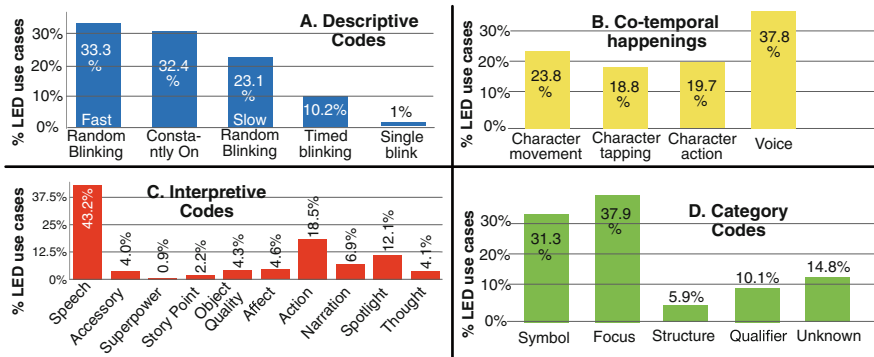 A. Descriptive
Codes
% LED use cases
30%
20%
10%
0%
33.3
%
Fast
32.4
%
23.1
%
Slow
10.2%
1%
Random
Blinking
Consta-
ntly On
Random
Blinking
Timed
blinking
Single
blink
B. Co-temporal
happenings
% LED use cases
30%
20%
10%
0%
23.8
%
18.8
%
19.7
%
37.8
%
Character
movement
Character
tapping
Character
action
Voice
C. Interpretive
Codes
% LED use cases
37.5%
25%
12.5%
0%
43.2%
4.0%
0.9%
2.2%
4.3%
4.6%
18.5%
6.9%
12.1%
4.1%
Speech
Accessory
Superpower
Story Point
Object
Quality
Affect
Action
Narration
Spotlight
Thought
D. Category
Codes
% LED use cases
30%
20%
10%
0%
31.3
%
37.9
%
5.9%
10.1%
14.8%
Symbol
Focus
Structure
Qualifier
Unknown